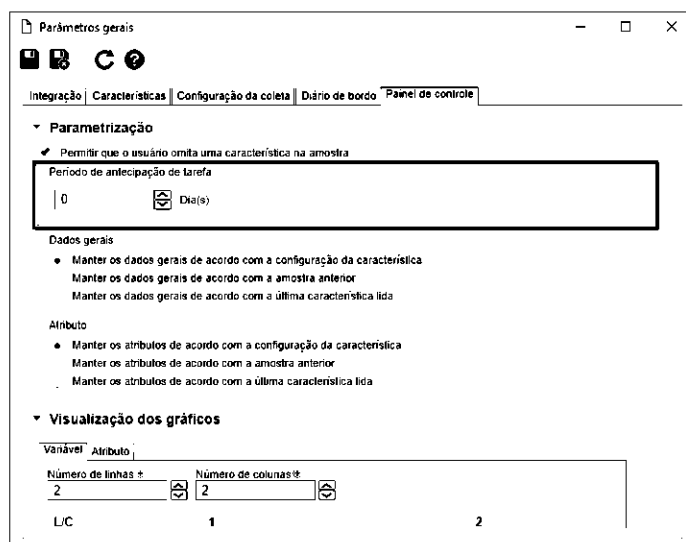 Parâmetros gerais
Integração Características Configuração da coleta Diário de bordo Painel de controle
Parametrização
Permitir que o usuário omita uma característica na amostra
Período de antecipação de tarefa
0 Dia(s)
Dados gerais
Manter os dados gerais de acordo com a configuração da característica
Manter os dados gerais de acordo com a amostra anterior
Manter os dados gerais de acordo com a última característica lida
Atributo
Manter os atributos de acordo com a configuração da característica
Manter os atributos de acordo com a amostra anterior
Manter os atributos de acordo com a última característica lida
Visualização dos gráficos
Variável Atributo
Número de linhas * Número de colunas *
2 2
L/C 1 2